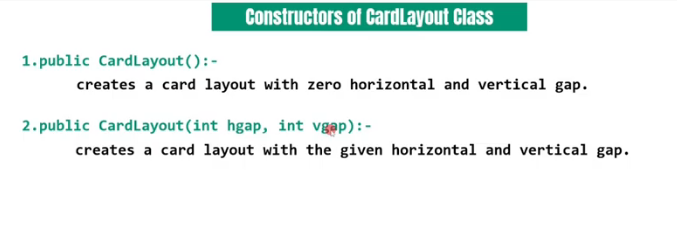 Constructors of CardLayout Class
1.public CardLayout():-
creates a card layout with zero horizontal and vertical gap.
2.public CardLayout(int hgap, int vgap):-
creates a card layout with the given horizontal and vertical gap.